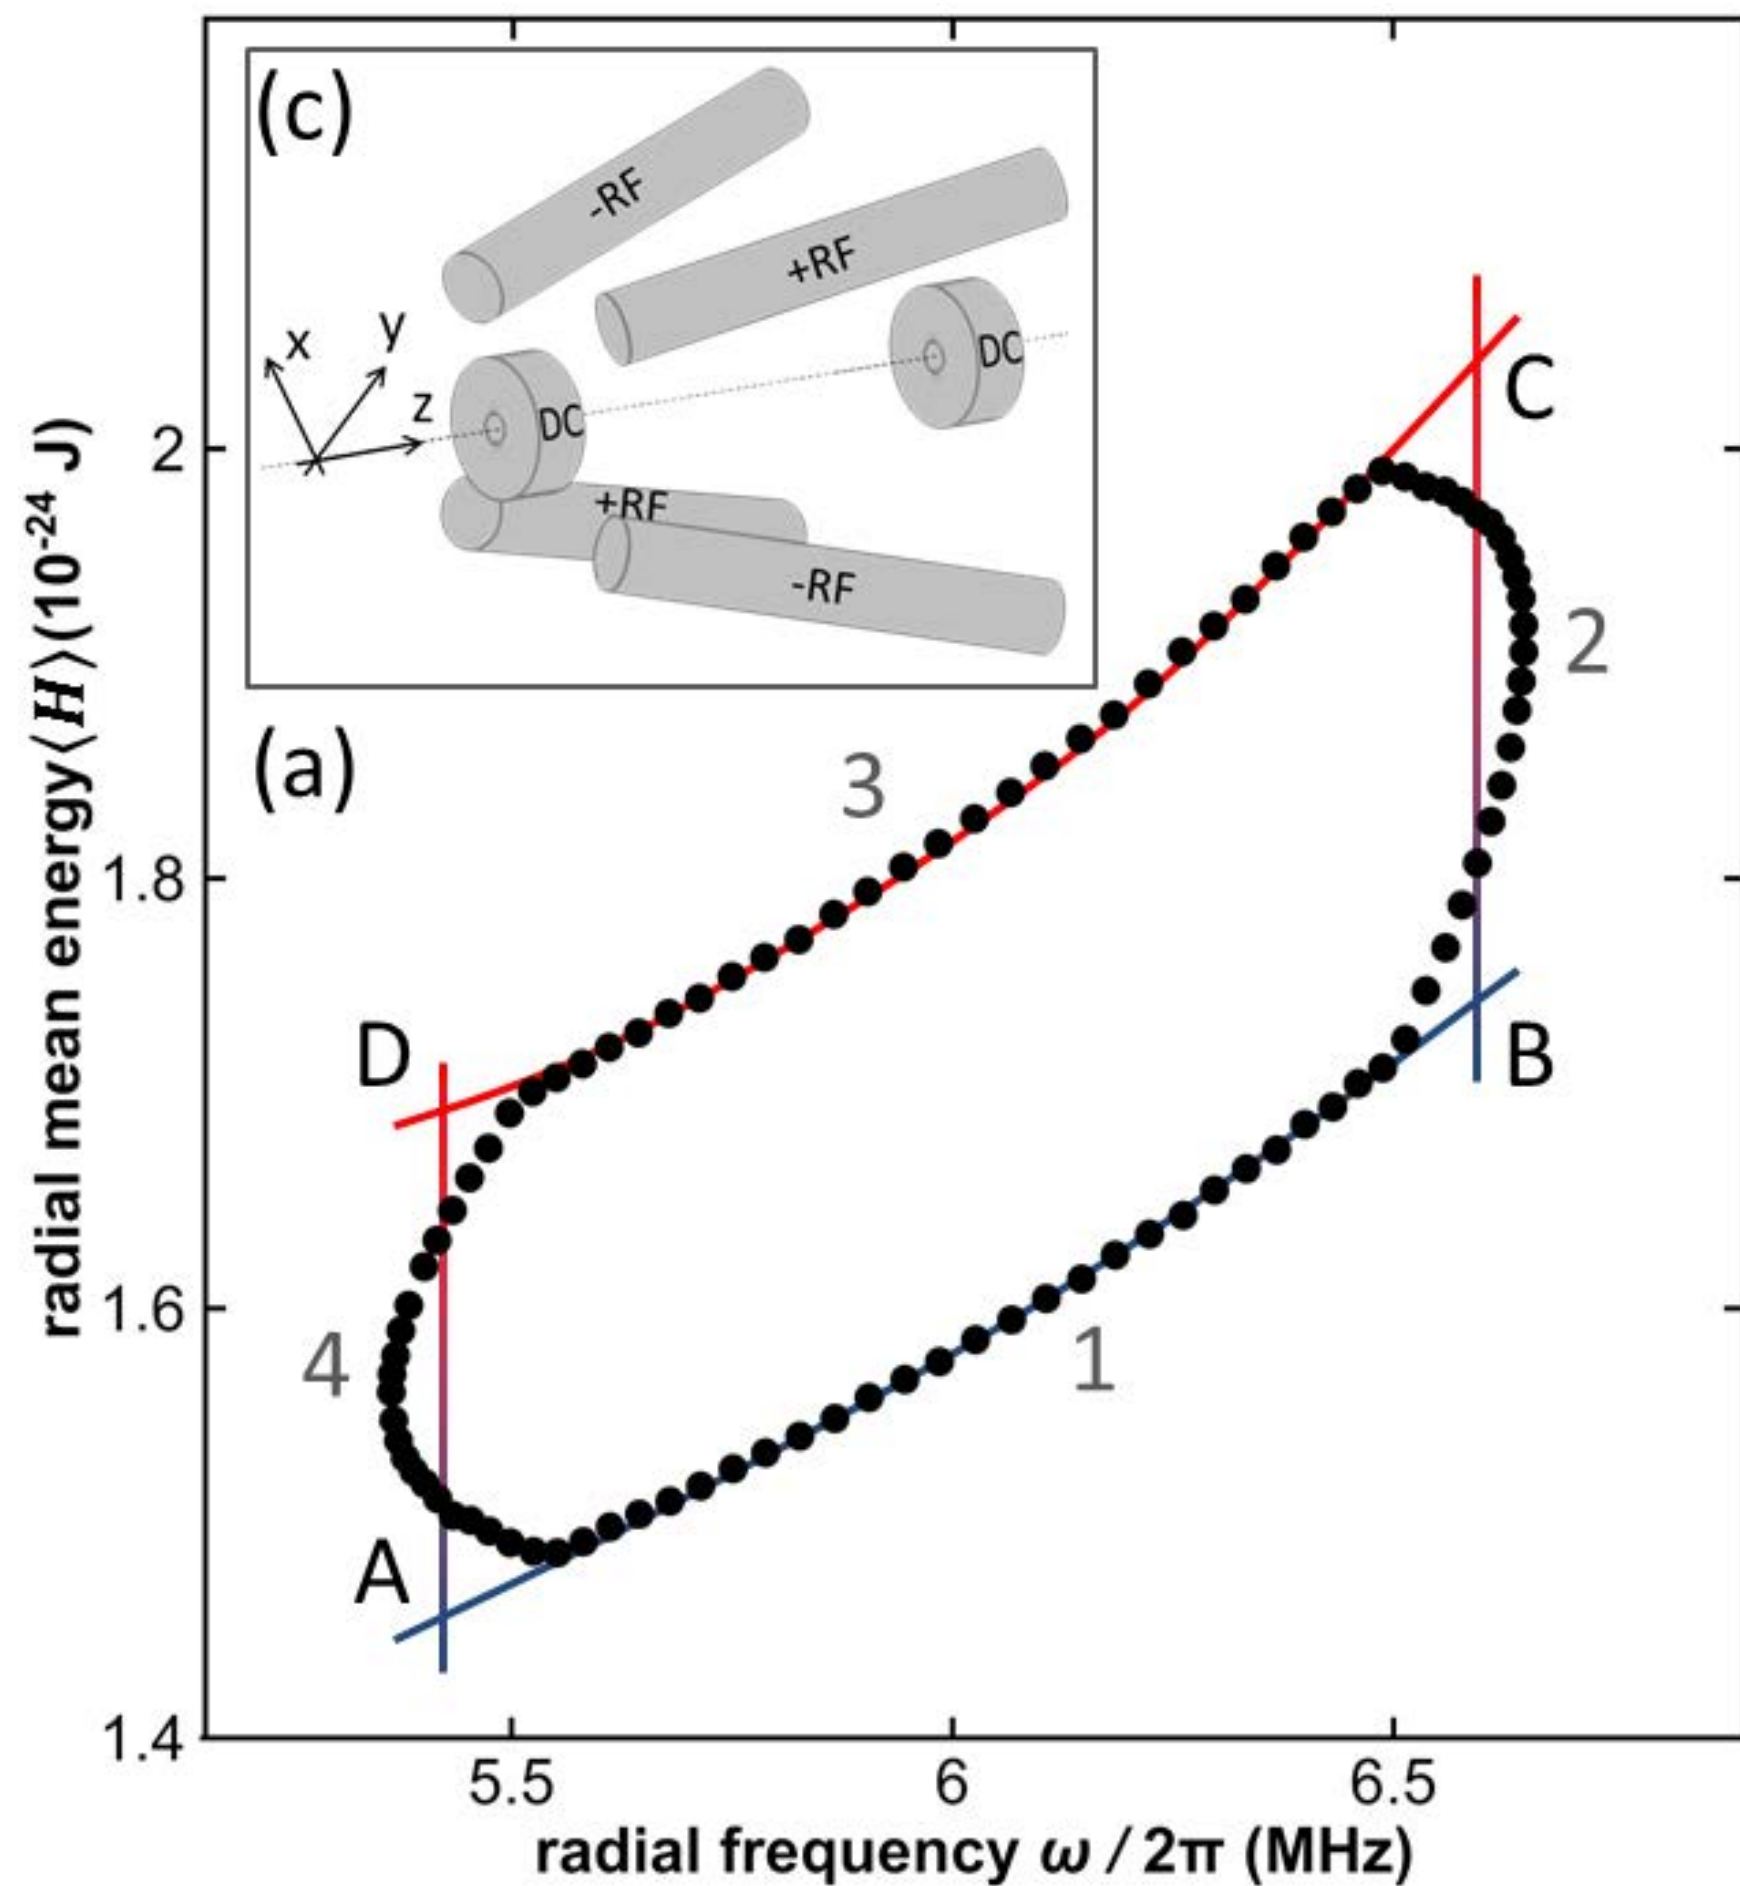 (c)
-RF
+RF
x
y
z
DC
DC
+RF
-RF
(a)
radial mean energy⟨H⟩(10⁻²⁴ J)
2
1.8
1.6
1.4
C
2
3
D
B
4
1
A
5.5
6
6.5
radial frequency ω / 2π (MHz)